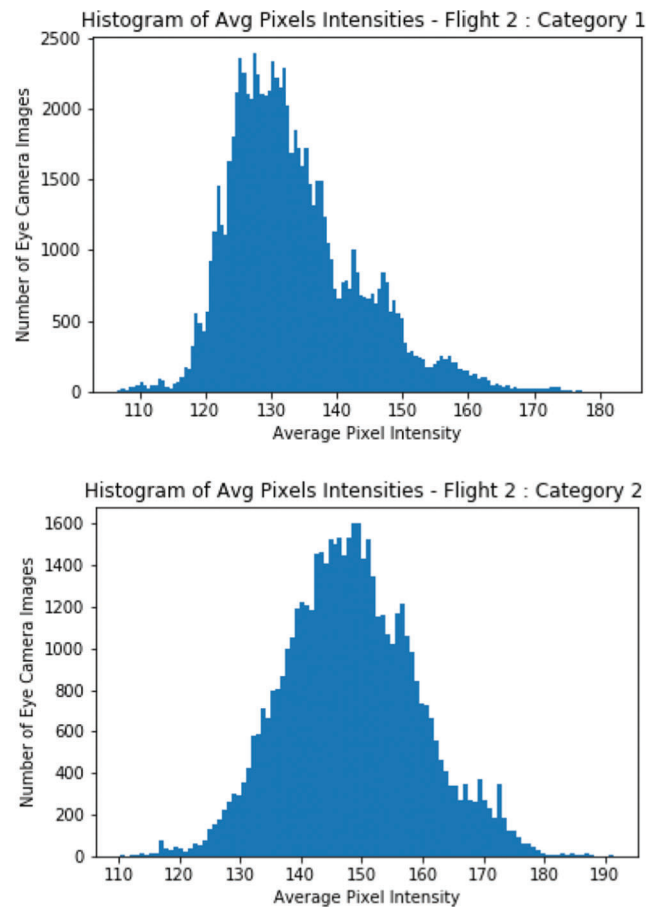 Histogram of Avg Pixels Intensities - Flight 2 : Category 1
2500
2000
1500
1000
500
0
Number of Eye Camera Images
110 120 130 140 150 160 170 180
Average Pixel Intensity
Histogram of Avg Pixels Intensities - Flight 2 : Category 2
1600
1400
1200
1000
800
600
400
200
0
Number of Eye Camera Images
110 120 130 140 150 160 170 180 190
Average Pixel Intensity